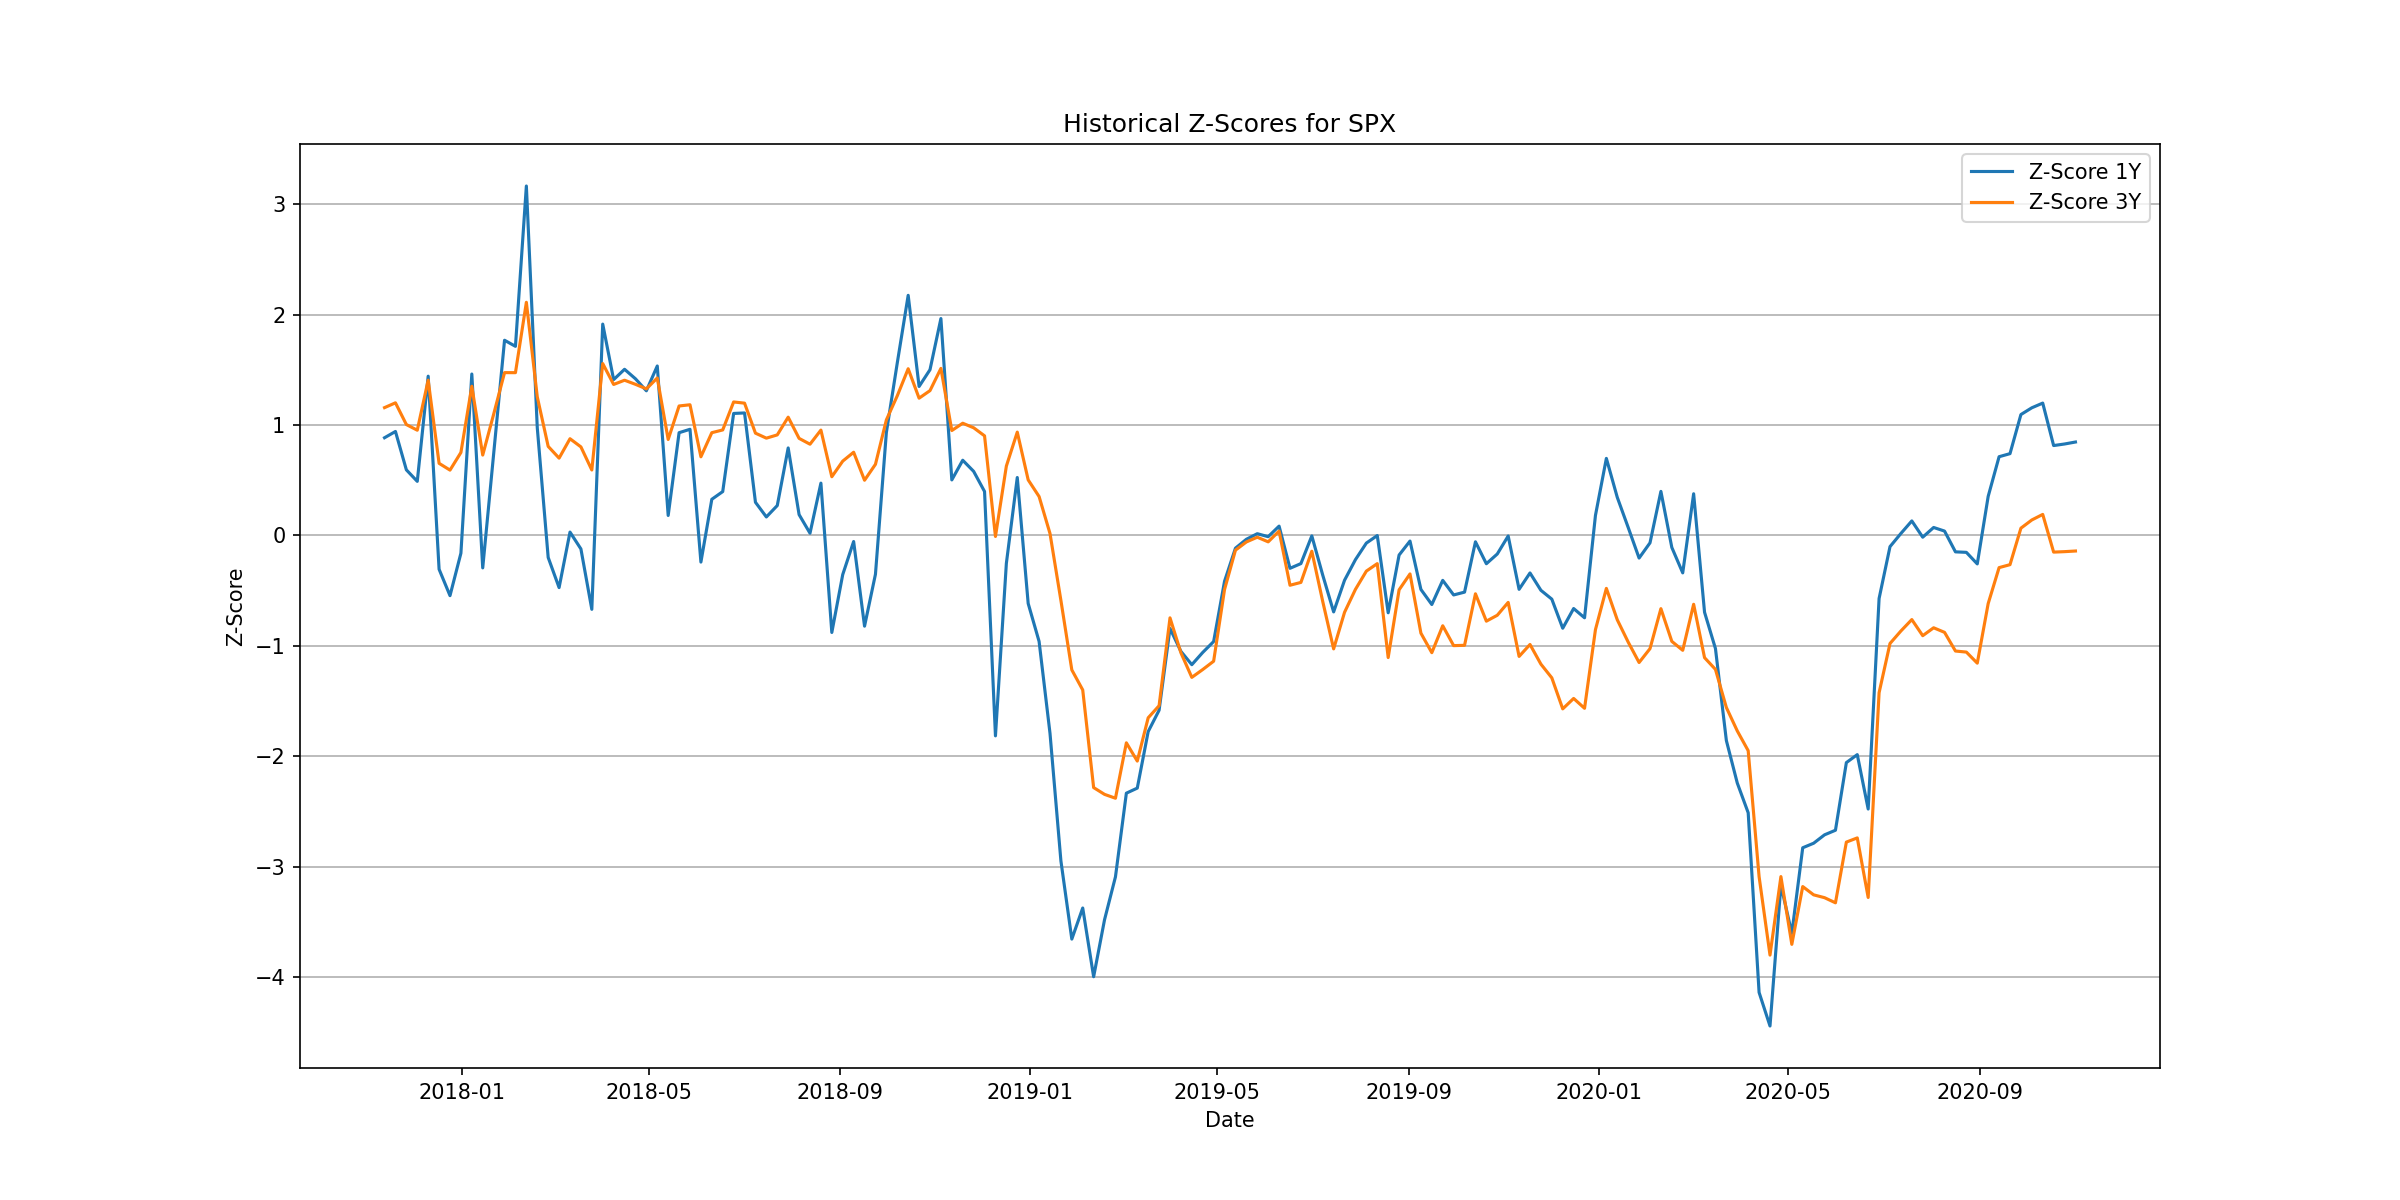 Historical Z-Scores for SPX
Z-Score 1Y
Z-Score 3Y
Z-Score
3
2
1
0
−1
−2
−3
−4
2018-01 2018-05 2018-09 2019-01 2019-05 2019-09 2020-01 2020-05 2020-09
Date